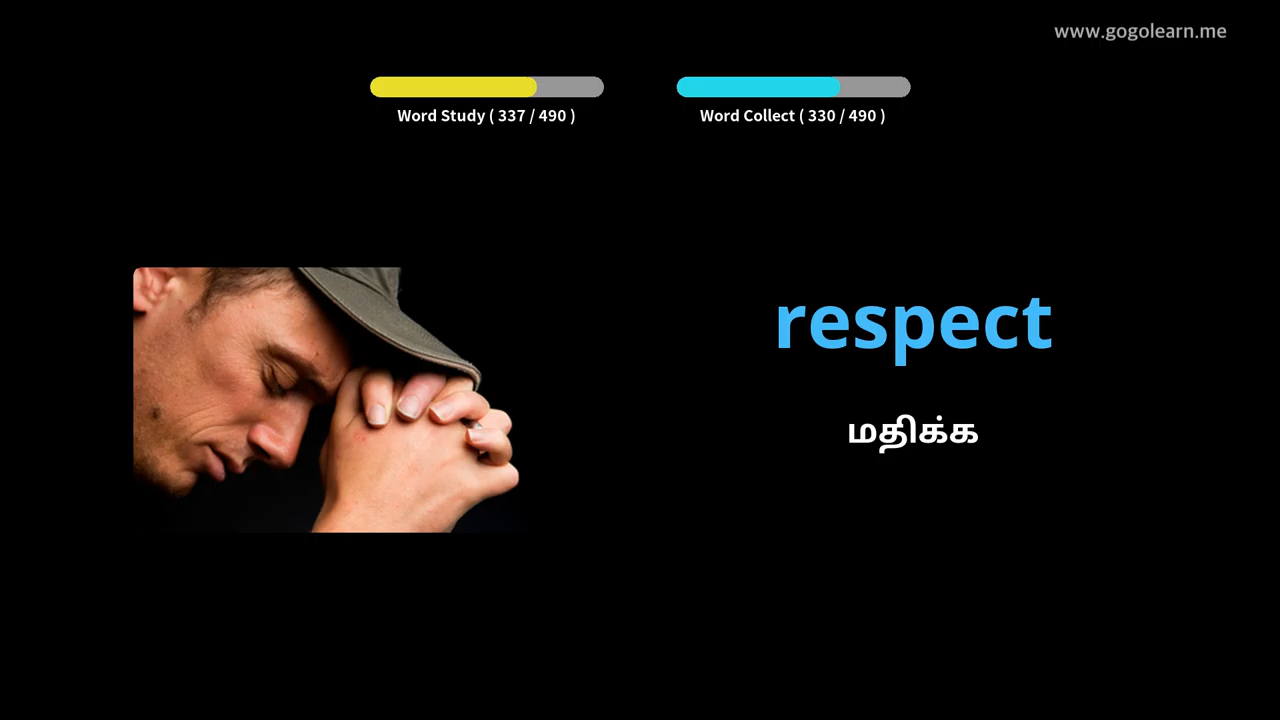 www.gogolearn.me
Word Study ( 337 / 490 )
Word Collect ( 330 / 490 )
respect
மதிக்க